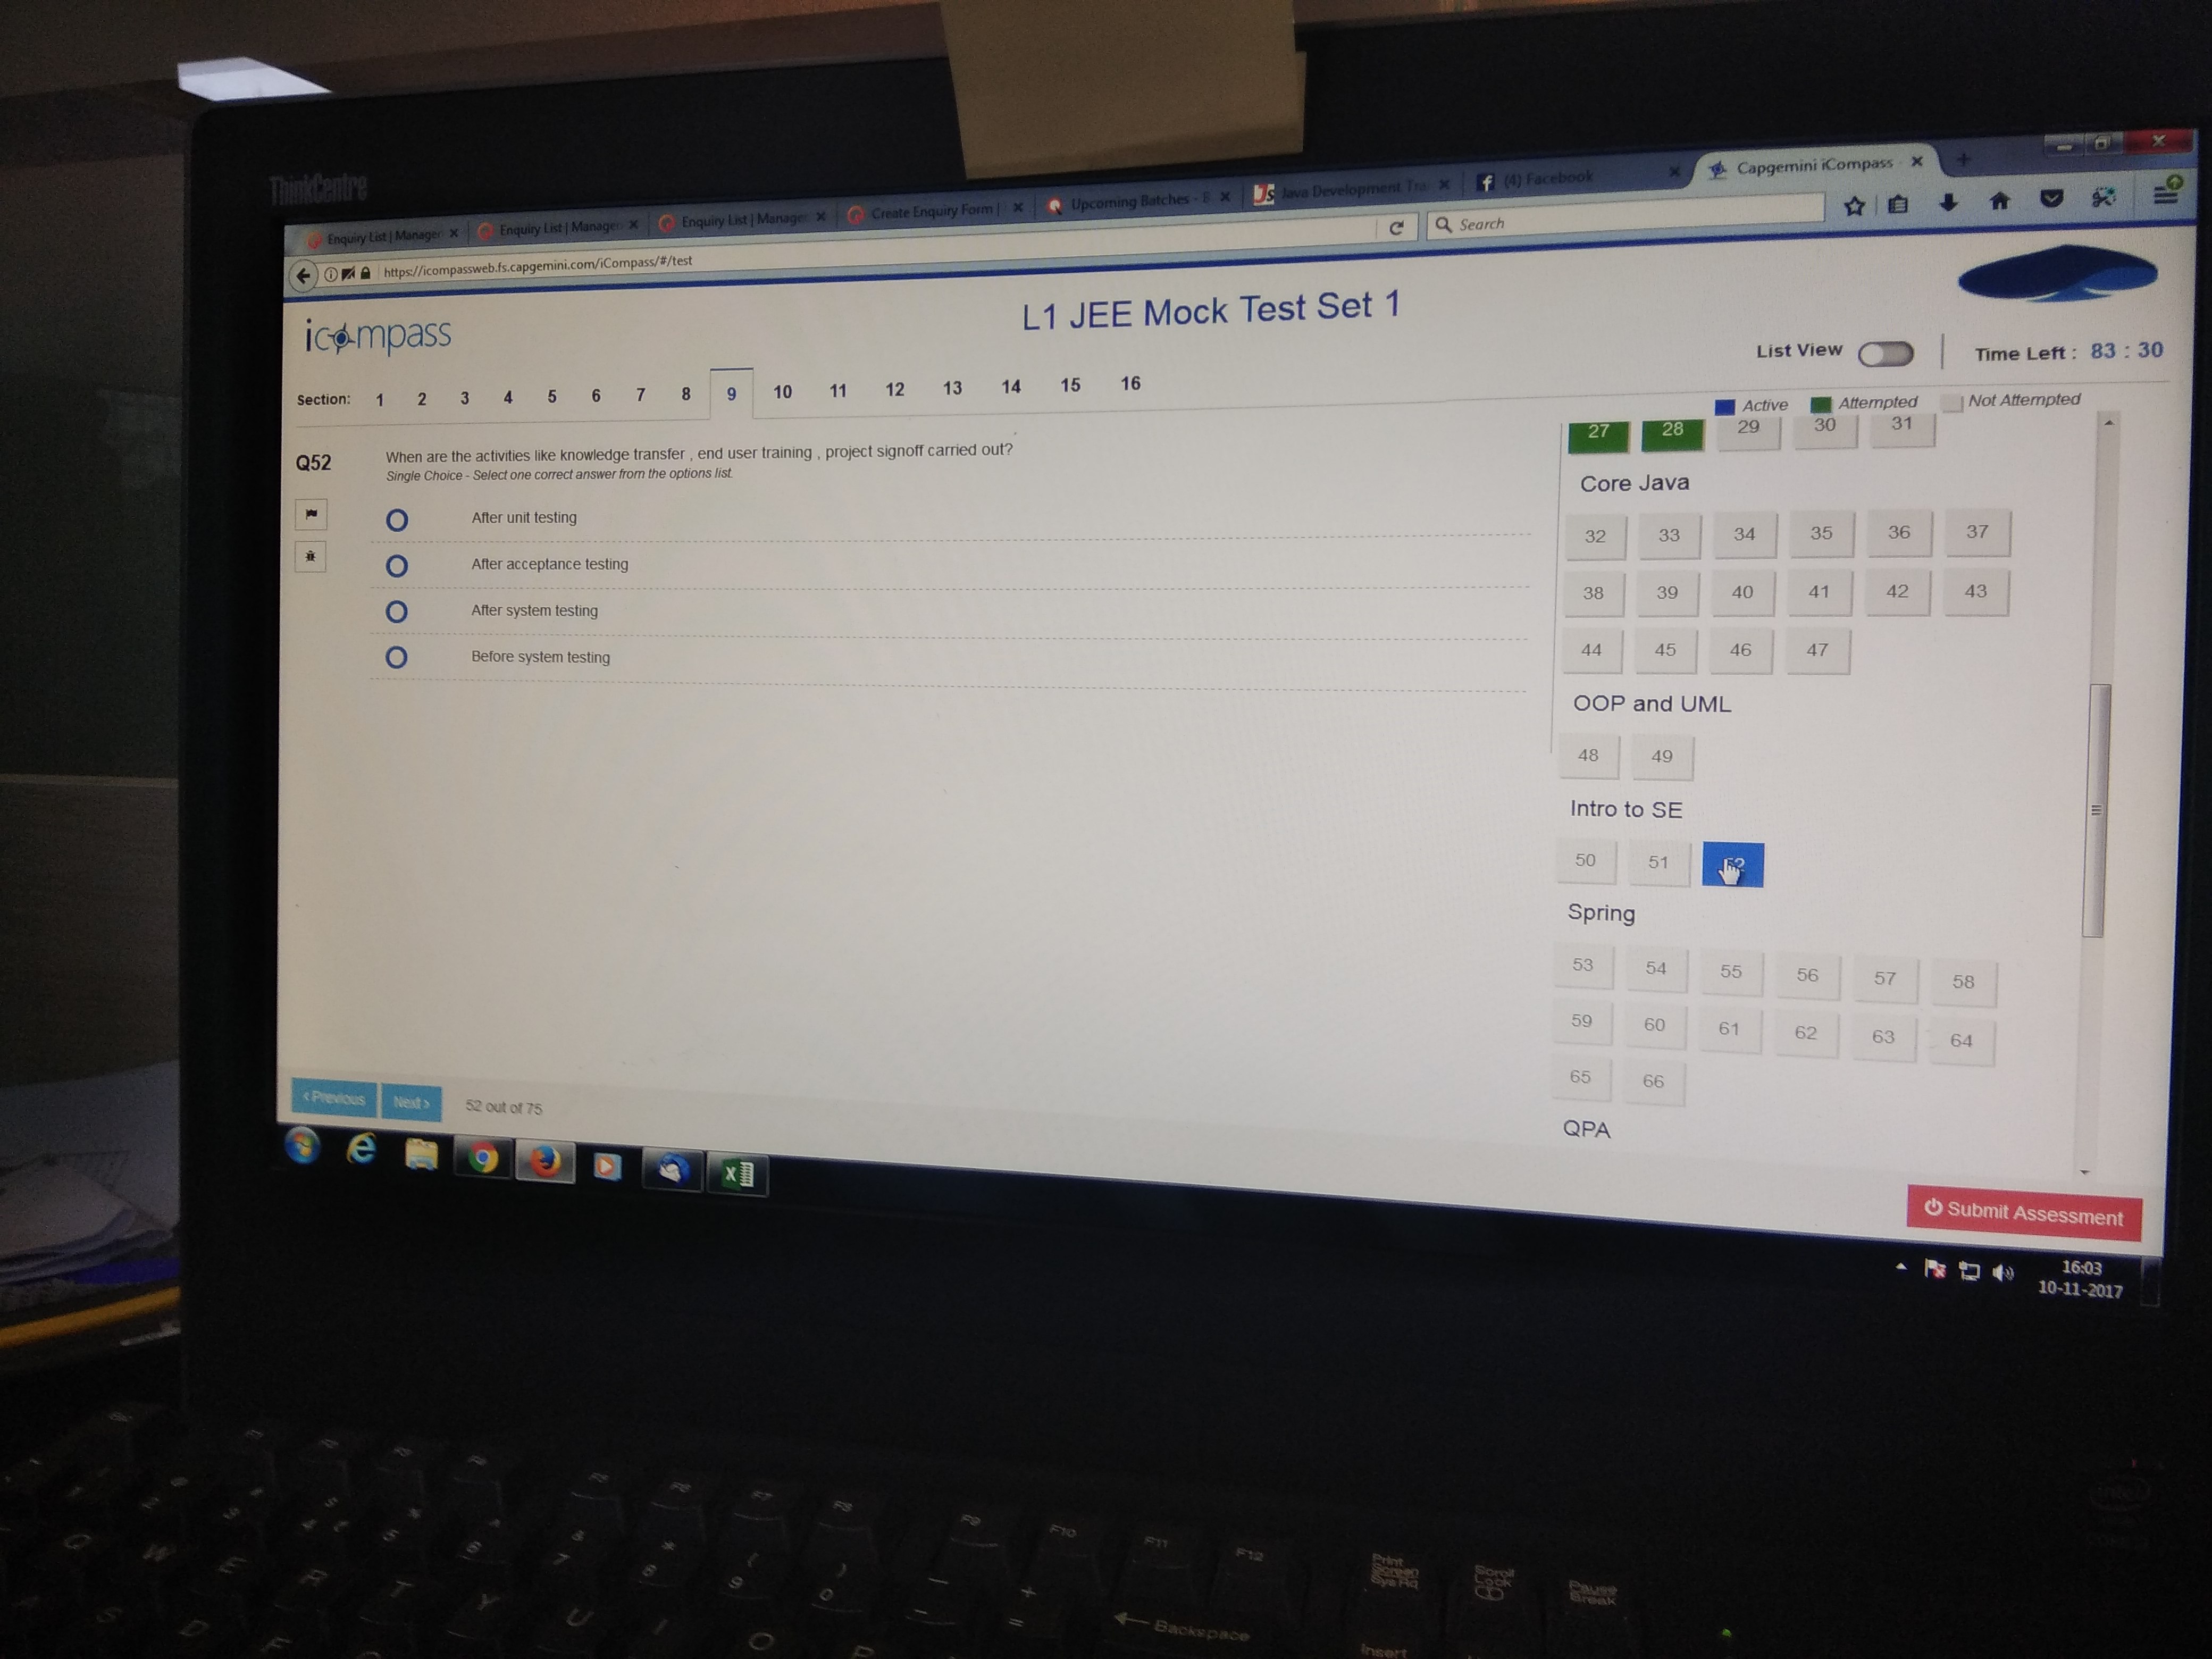 ThinkCentre
Enquiry List | Manager
Enquiry List | Manager
Enquiry List | Manager
Create Enquiry Form |
Upcoming Batches - B
Java Development Tra
(4) Facebook
Capgemini iCompass
https://icompassweb.fs.capgemini.com/iCompass/#/test
Search
icompass
L1 JEE Mock Test Set 1
List View
Time Left : 83 : 30
Section: 1 2 3 4 5 6 7 8 9 10 11 12 13 14 15 16
Active Attempted Not Attempted
Q52
When are the activities like knowledge transfer , end user training , project signoff carried out?
Single Choice - Select one correct answer from the options list.
After unit testing
After acceptance testing
After system testing
Before system testing
27 28 29 30 31
Core Java
32 33 34 35 36 37
38 39 40 41 42 43
44 45 46 47
OOP and UML
48 49
Intro to SE
50 51
Spring
53 54 55 56 57 58
59 60 61 62 63 64
65 66
QPA
< Previous
Next >
52 out of 75
Submit Assessment
16:03
10-11-2017
F5 F6 F7 F8 F9 F10 F11 F12
Print Screen Sys Rq
Scroll Lock
Pause Break
Backspace
Insert
Q W E R T Y U I O P
S D F